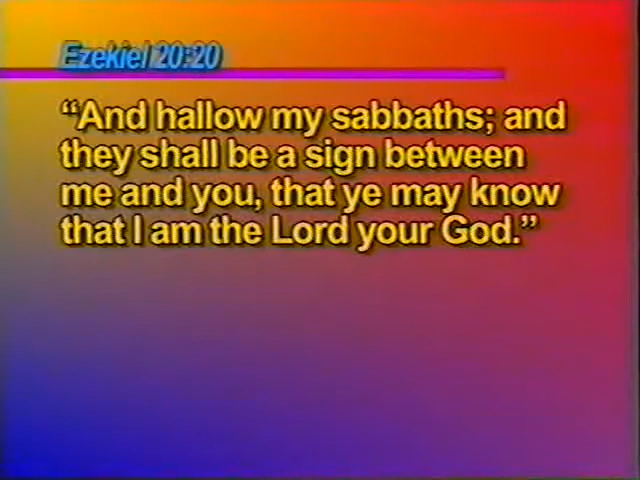 Ezekiel 20:20
“And hallow my sabbaths; and
they shall be a sign between
me and you, that ye may know
that I am the Lord your God.”